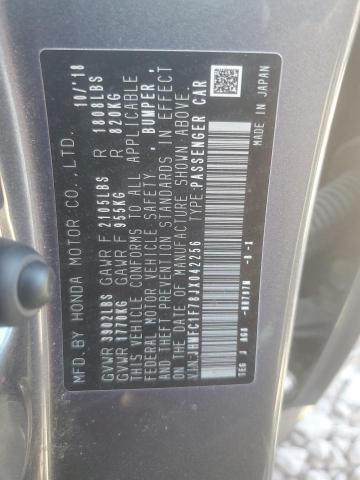 MFD.BY HONDA MOTOR CO.,LTD. 10/'18
GVWR 3902LBS GAWR F 2105LBS R 1808LBS
GVWR 1770KG GAWR F 955KG R 820KG
THIS VEHICLE CONFORMS TO ALL APPLICABLE
FEDERAL MOTOR VEHICLE SAFETY, BUMPER,
AND THEFT PREVENTION STANDARDS IN EFFECT
ON THE DATE OF MANUFACTURE SHOWN ABOVE.
V.I.N: TYPE:PASSENGER CAR
TEG J MADE IN JAPAN